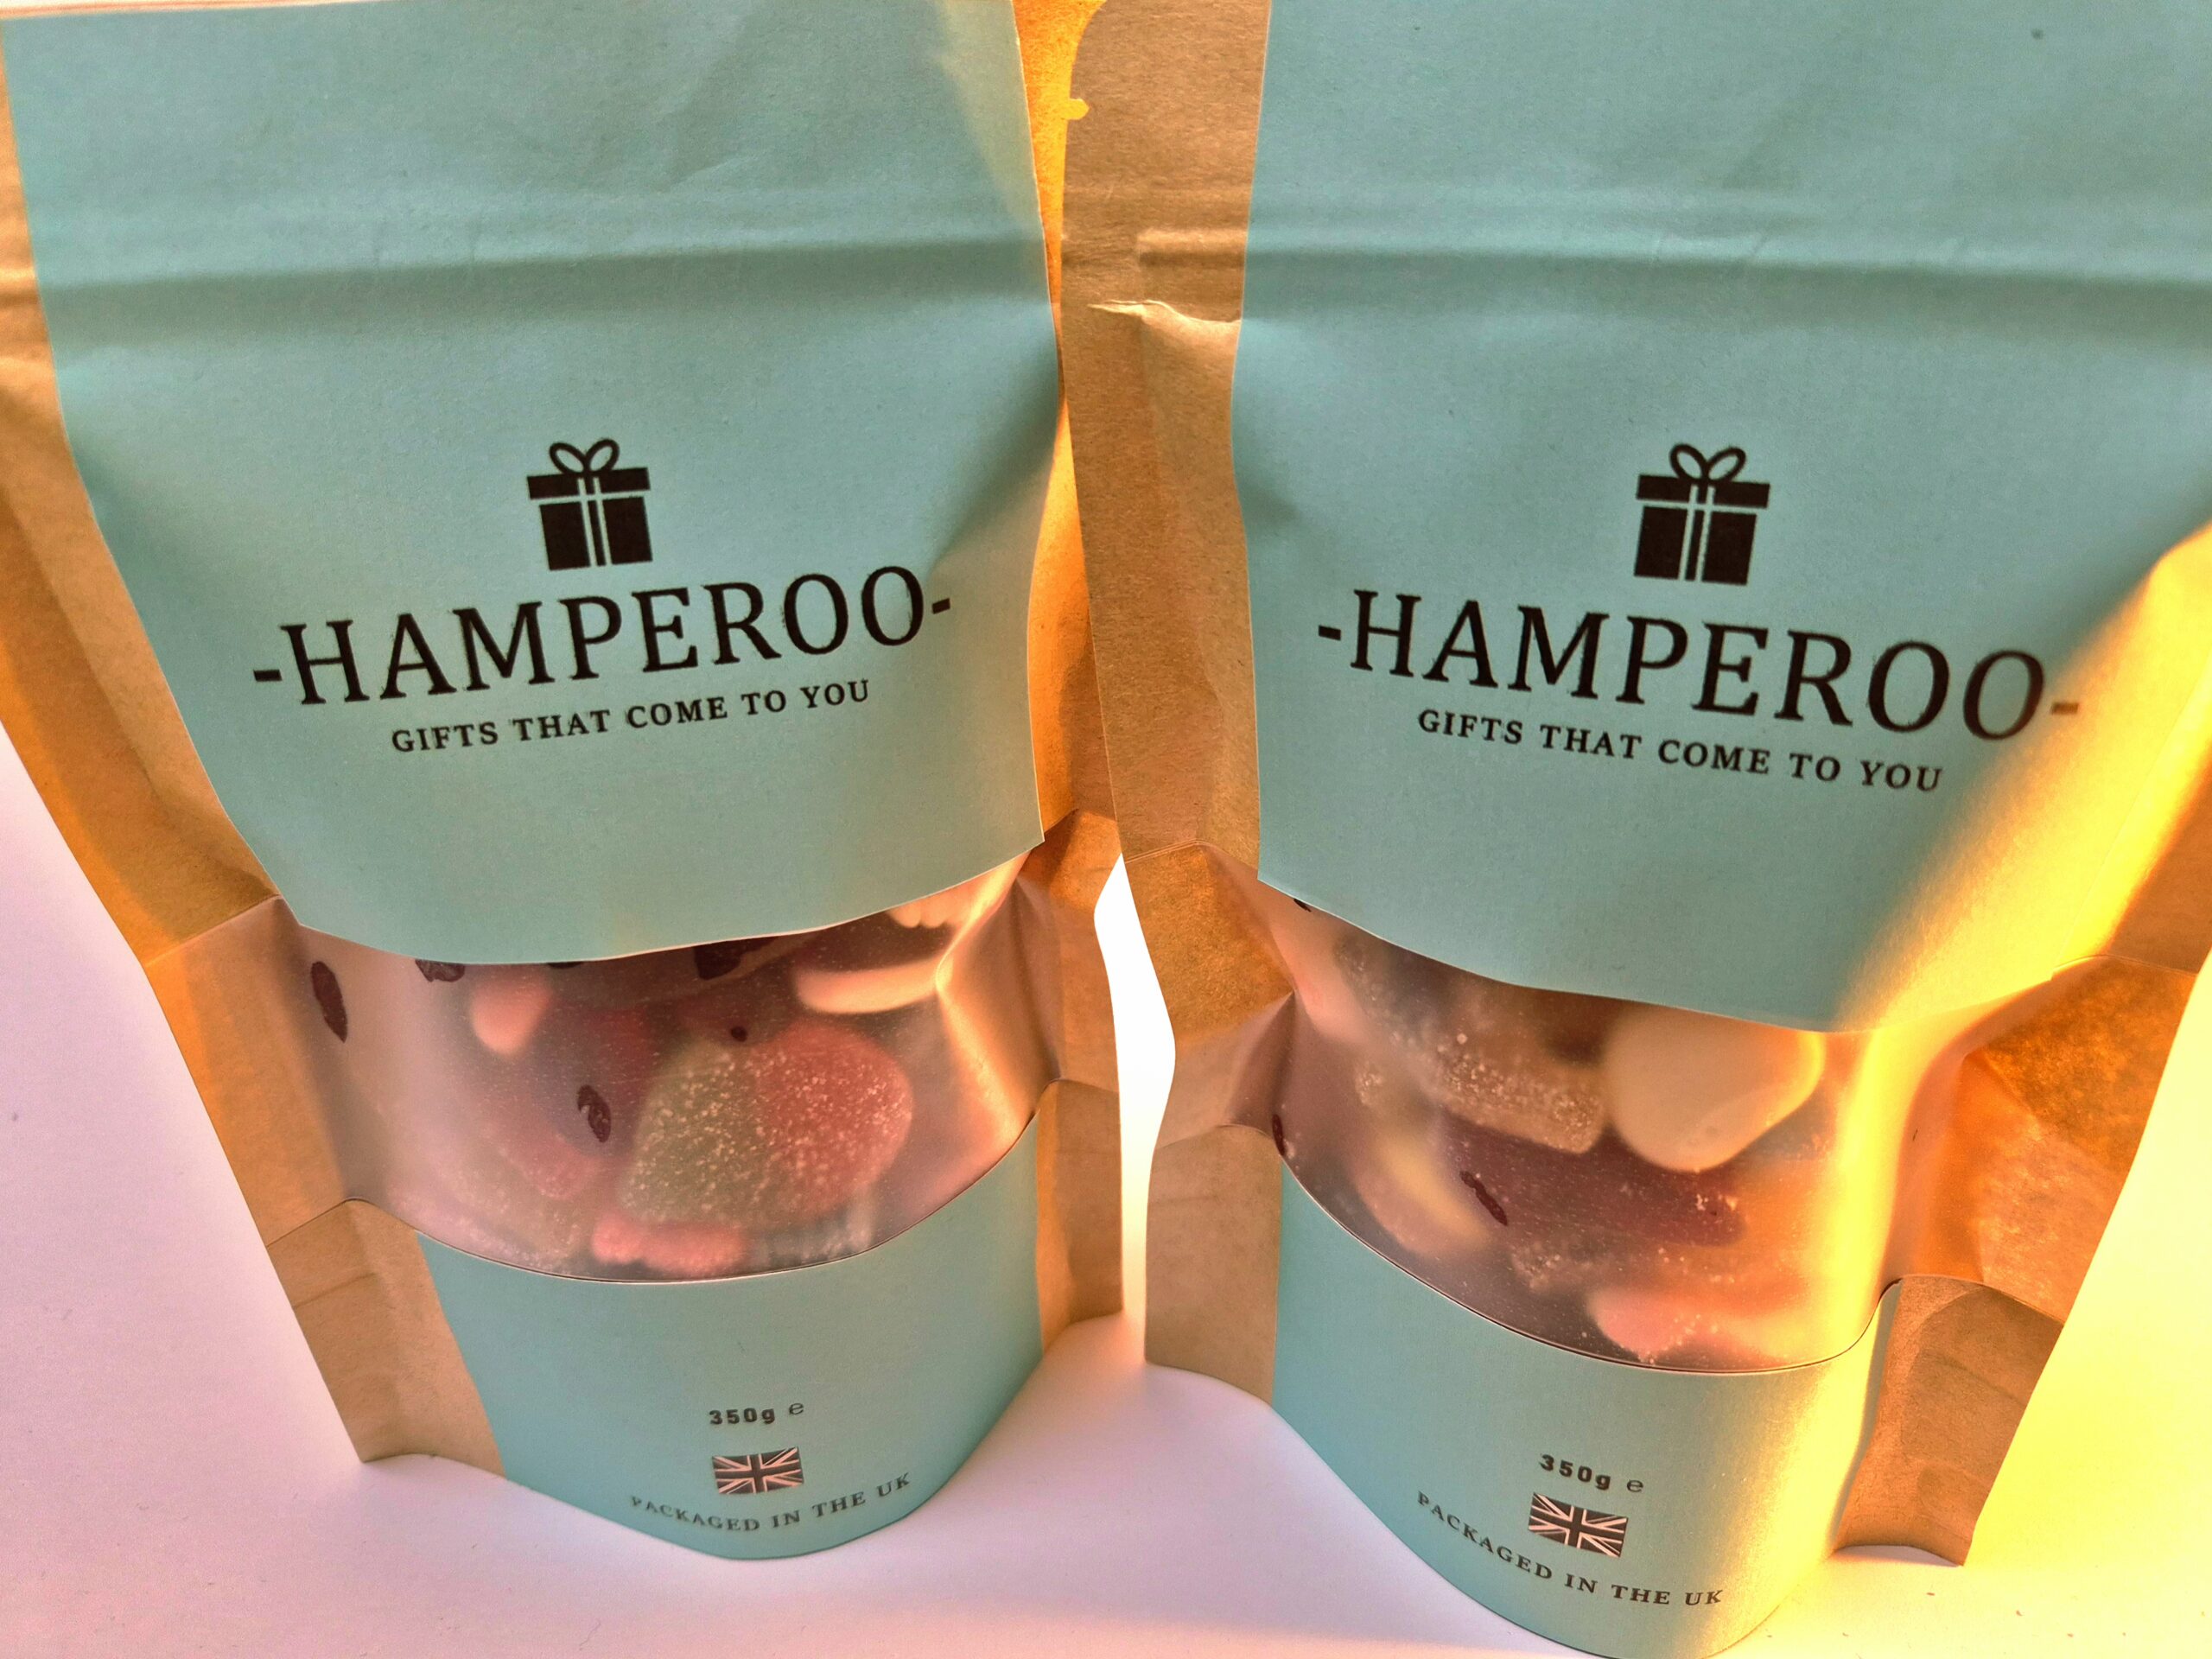 -HAMPEROO-
GIFTS THAT COME TO YOU
350g ℮
PACKAGED IN THE UK
-HAMPEROO-
GIFTS THAT COME TO YOU
350g ℮
PACKAGED IN THE UK